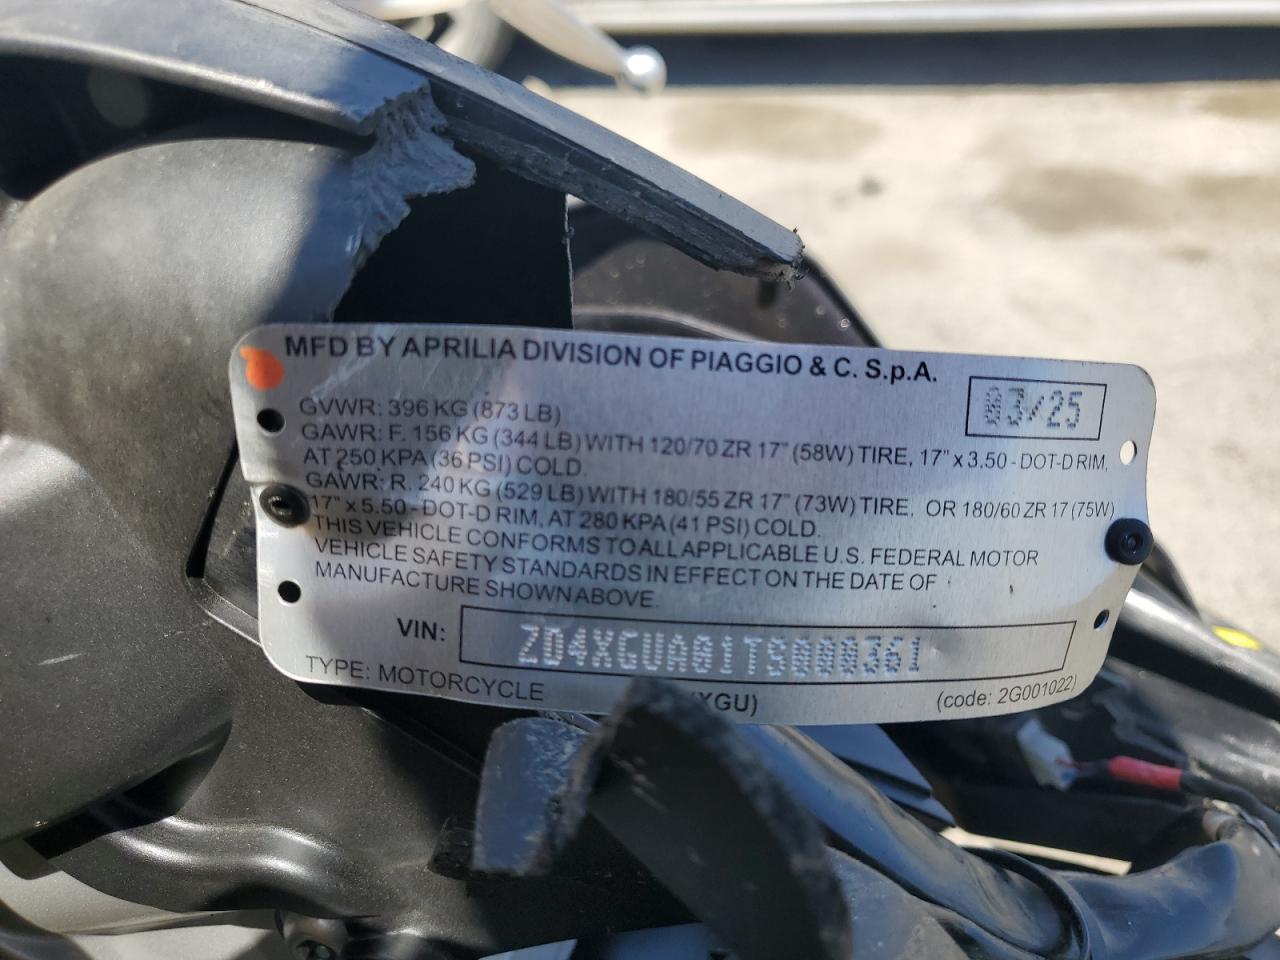 MFD BY APRILIA DIVISION OF PIAGGIO & C. S.p.A.
03/25
GVWR: 396 KG (873 LB)
GAWR: F. 156 KG (344 LB) WITH 120/70 ZR 17" (58W) TIRE, 17" x 3.50 - DOT-D RIM,
AT 250 KPA (36 PSI) COLD.
GAWR: R. 240 KG (529 LB) WITH 180/55 ZR 17" (73W) TIRE, OR 180/60 ZR 17 (75W)
17" x 5.50 - DOT-D RIM, AT 280 KPA (41 PSI) COLD.
THIS VEHICLE CONFORMS TO ALL APPLICABLE U.S. FEDERAL MOTOR
VEHICLE SAFETY STANDARDS IN EFFECT ON THE DATE OF
MANUFACTURE SHOWN ABOVE.
VIN: ZD4XGUA01TS000361
TYPE: MOTORCYCLE XGU) (code: 2G001022)